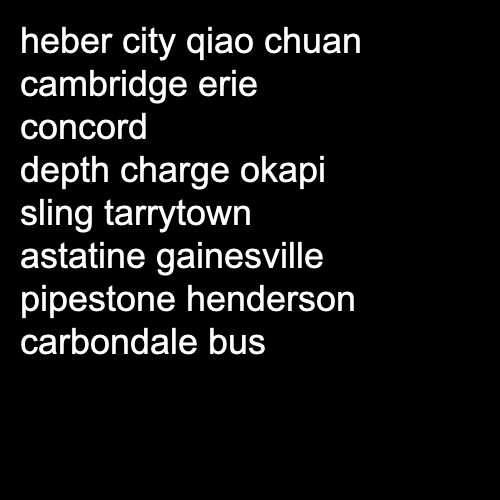 heber city qiao chuan
cambridge erie
concord
depth charge okapi
sling tarrytown
astatine gainesville
pipestone henderson
carbondale bus